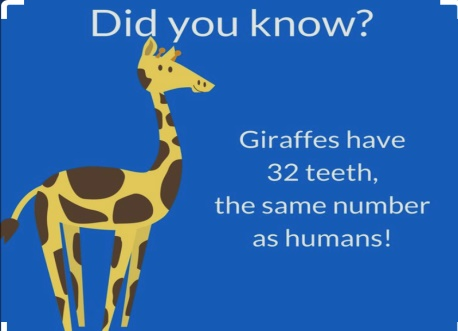 Did you know?
Giraffes have
32 teeth,
the same number
as humans!